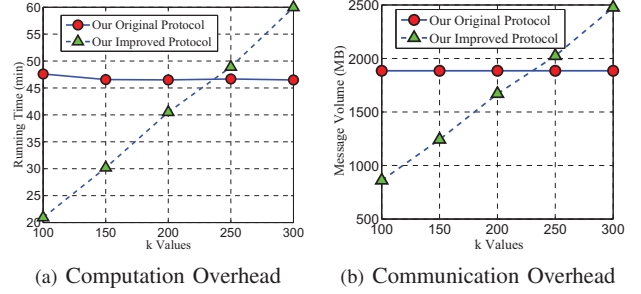 60
55
50
45
40
35
30
25
20
Running Time (min)
Our Original Protocol
Our Improved Protocol
100
150
200
250
300
k Values
(a) Computation Overhead
2500
2000
1500
1000
500
Message Volume (MB)
Our Original Protocol
Our Improved Protocol
100
150
200
250
300
k Values
(b) Communication Overhead